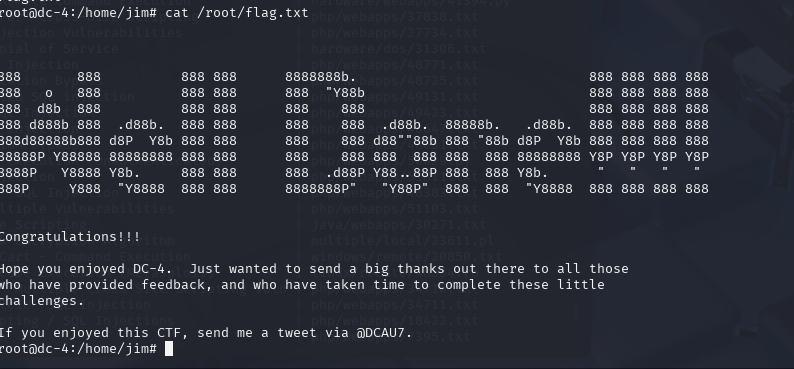 root@dc-4:/home/jim# cat /root/flag.txt
888       888          888 888      8888888b.                             888 888 888 888
888   o   888          888 888      888  "Y88b                            888 888 888 888
888  d8b  888          888 888      888    888                            888 888 888 888
888 d888b 888  .d88b.  888 888      888    888  .d88b.  88888b.   .d88b.  888 888 888 888
888d88888b888 d8P  Y8b 888 888      888    888 d88""88b 888 "88b d8P  Y8b 888 888 888 888
88888P Y88888 88888888 888 888      888    888 888  888 888  888 88888888 Y8P Y8P Y8P Y8P
8888P   Y8888 Y8b.     888 888      888  .d88P Y88..88P 888  888 Y8b.      "   "   "   "
888P     Y888  "Y8888  888 888      8888888P"   "Y88P"  888  888  "Y8888  888 888 888 888
Congratulations!!!
Hope you enjoyed DC-4.  Just wanted to send a big thanks out there to all those
who have provided feedback, and who have taken time to complete these little
challenges.
If you enjoyed this CTF, send me a tweet via @DCAU7.
root@dc-4:/home/jim#